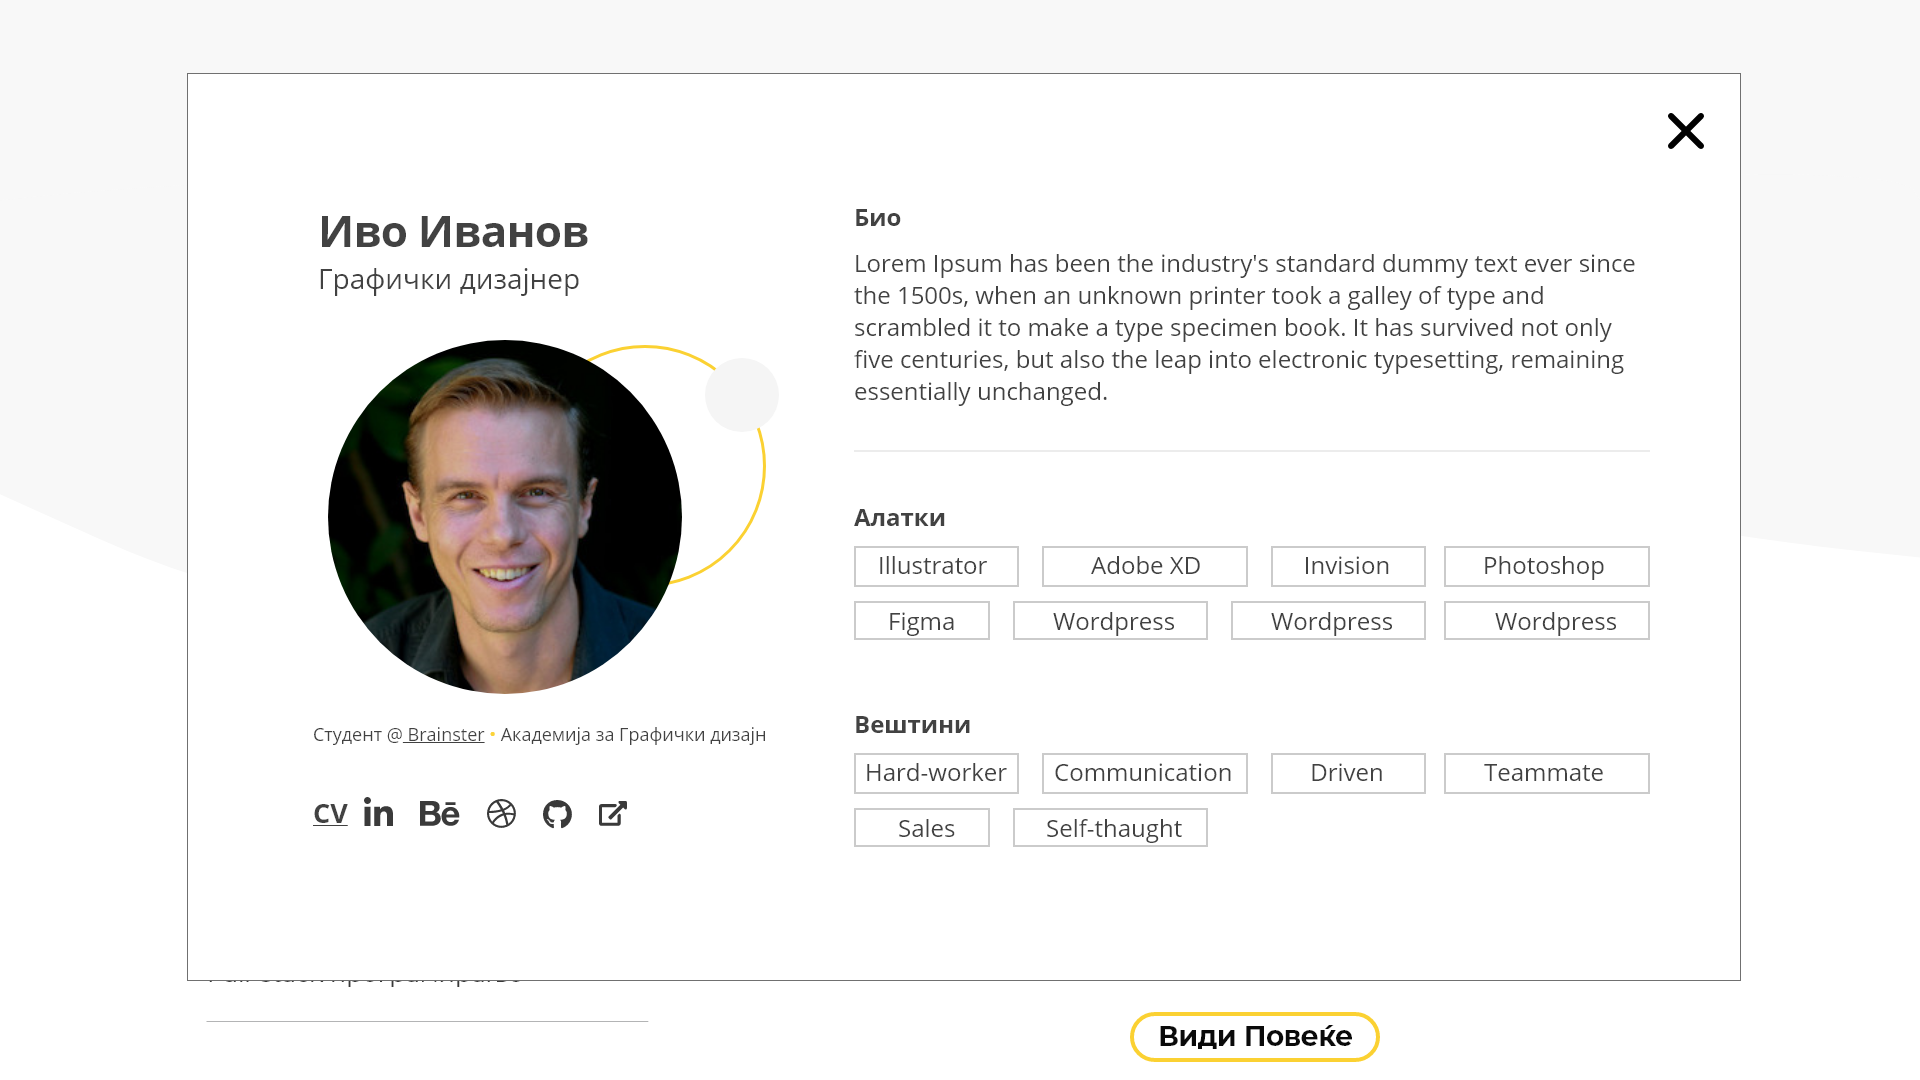 Иво Иванов
Графички дизајнер
Студент @ Brainster • Академија за Графички дизајн
CV in Bē
Био
Lorem Ipsum has been the industry's standard dummy text ever since
the 1500s, when an unknown printer took a galley of type and
scrambled it to make a type specimen book. It has survived not only
five centuries, but also the leap into electronic typesetting, remaining
essentially unchanged.
Алатки
Illustrator Adobe XD Invision Photoshop
Figma Wordpress Wordpress Wordpress
Вештини
Hard-worker Communication Driven Teammate
Sales Self-thaught
Види Повеќе